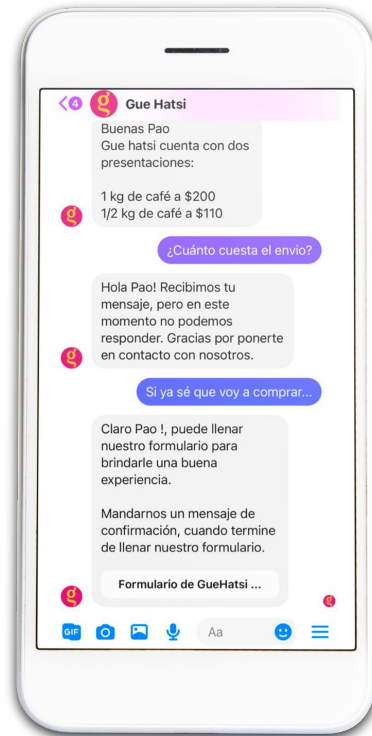 4
g Gue Hatsi
Buenas Pao
Gue hatsi cuenta con dos
presentaciones:
1 kg de café a $200
1/2 kg de café a $110
g
¿Cuánto cuesta el envio?
Hola Pao! Recibimos tu
mensaje, pero en este
momento no podemos
responder. Gracias por ponerte
en contacto con nosotros.
g
Si ya sé que voy a comprar...
Claro Pao !, puede llenar
nuestro formulario para
brindarle una buena
experiencia.
Mandarnos un mensaje de
confirmación, cuando termine
de llenar nuestro formulario.
Formulario de GueHatsi ...
g
g
GIF
Aa